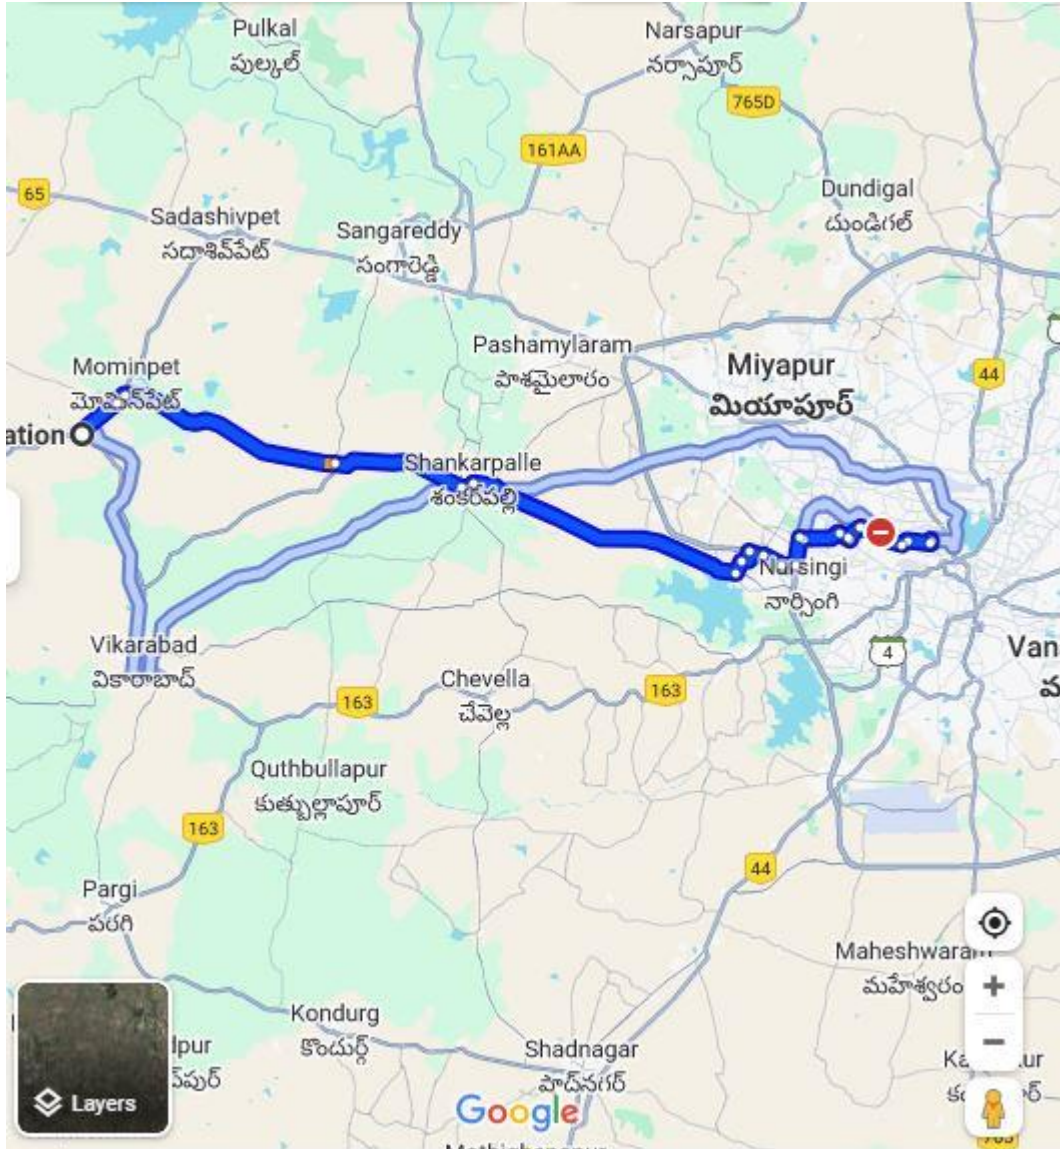 Pulkal
పుల్కల్
Narsapur
నర్సాపూర్
765D
161AA
65
Dundigal
దుండిగల్
Sadashivpet
సదాశివ్‌పేట్
Sangareddy
సంగారెడ్డి
Pashamylaram
పాశమైలారం
Miyapur
మియాపూర్
44
Mominpet
మోమిన్‌పేట్
ation
Shankarpalle
శంకర్‌పల్లి
Nursingi
నార్సింగి
Vikarabad
వికారాబాద్
4
Van
Chevella
చేవెళ్ల
163
163
Quthbullapur
కుత్బుల్లాపూర్
163
44
Pargi
పరిగి
Maheshwaram
మహేశ్వరం
Kondurg
కొందుర్గ్
Shadnagar
షాద్‌నగర్
dpur
Layers
Google
765